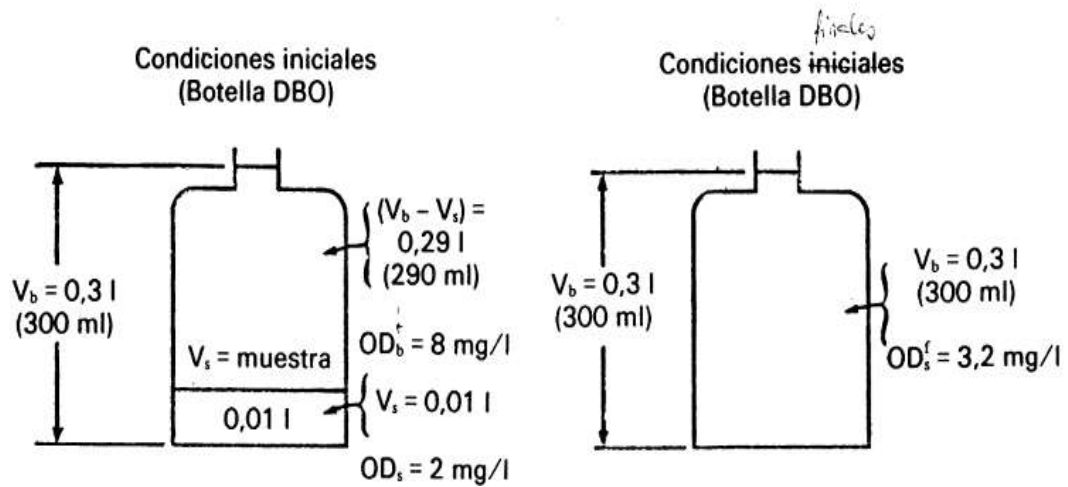 Condiciones iniciales
(Botella DBO)
V_b = 0,3 l
(300 ml)
(V_b – V_s) =
0,29 l
(290 ml)
OD_b^i = 8 mg/l
V_s = muestra
0,01 l
V_s = 0,01 l
OD_s = 2 mg/l
finales
Condiciones iniciales
(Botella DBO)
V_b = 0,3 l
(300 ml)
V_b = 0,3 l
(300 ml)
OD_s^f = 3,2 mg/l